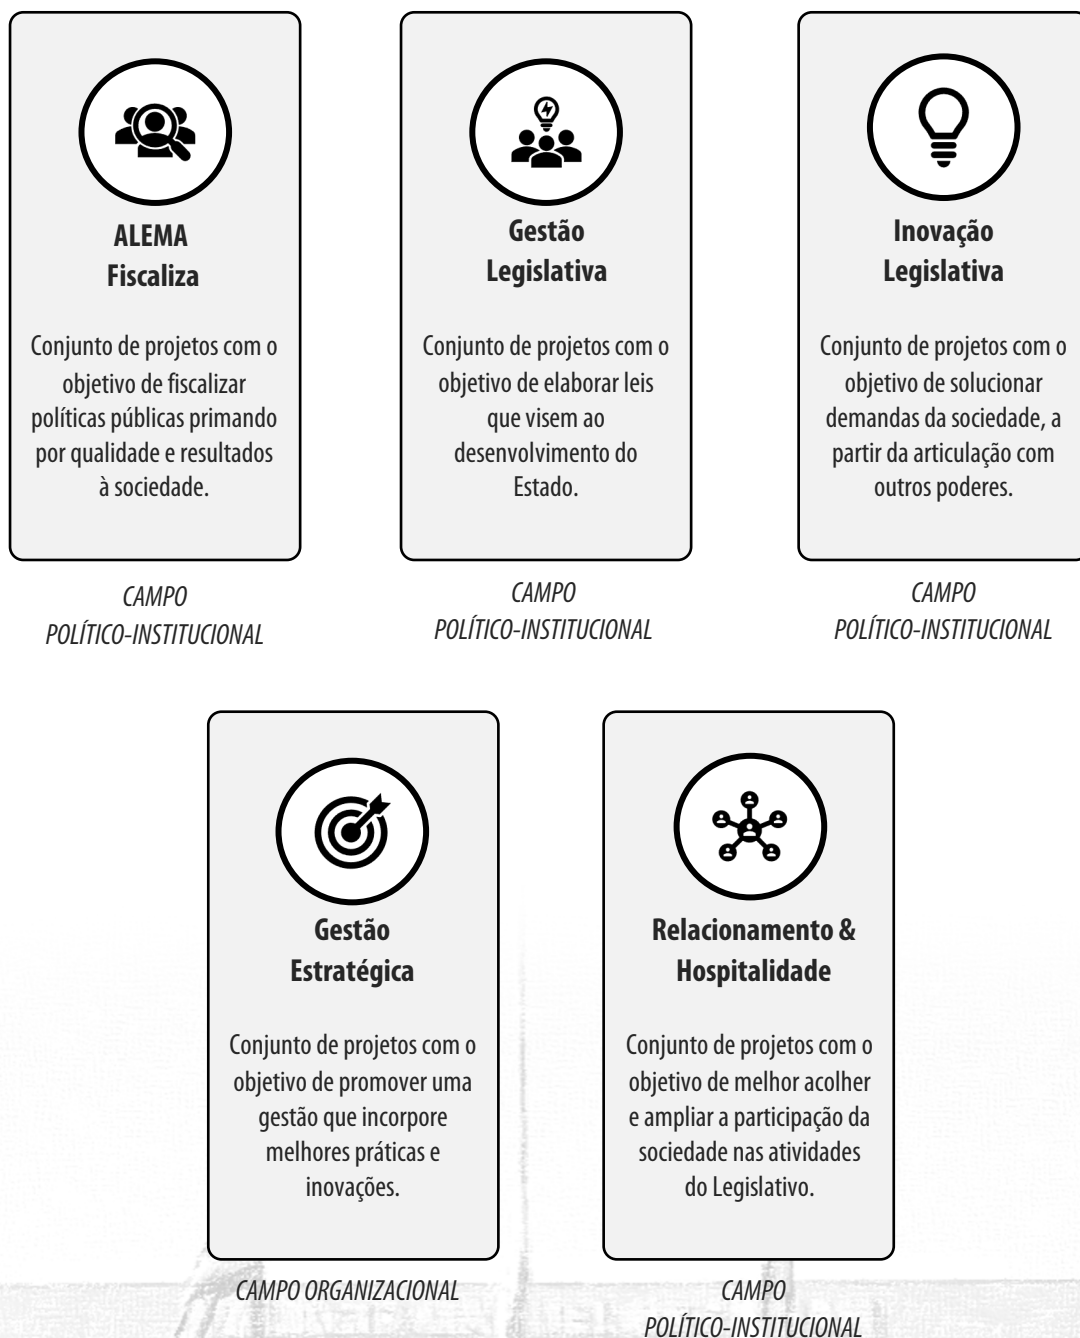 ALEMA
Fiscaliza
Conjunto de projetos com o
objetivo de fiscalizar
políticas públicas primando
por qualidade e resultados
à sociedade.
CAMPO
POLÍTICO-INSTITUCIONAL
Gestão
Legislativa
Conjunto de projetos com o
objetivo de elaborar leis
que visem ao
desenvolvimento do
Estado.
CAMPO
POLÍTICO-INSTITUCIONAL
Inovação
Legislativa
Conjunto de projetos com o
objetivo de solucionar
demandas da sociedade, a
partir da articulação com
outros poderes.
CAMPO
POLÍTICO-INSTITUCIONAL
Gestão
Estratégica
Conjunto de projetos com o
objetivo de promover uma
gestão que incorpore
melhores práticas e
inovações.
CAMPO ORGANIZACIONAL
Relacionamento &
Hospitalidade
Conjunto de projetos com o
objetivo de melhor acolher
e ampliar a participação da
sociedade nas atividades
do Legislativo.
CAMPO
POLÍTICO-INSTITUCIONAL